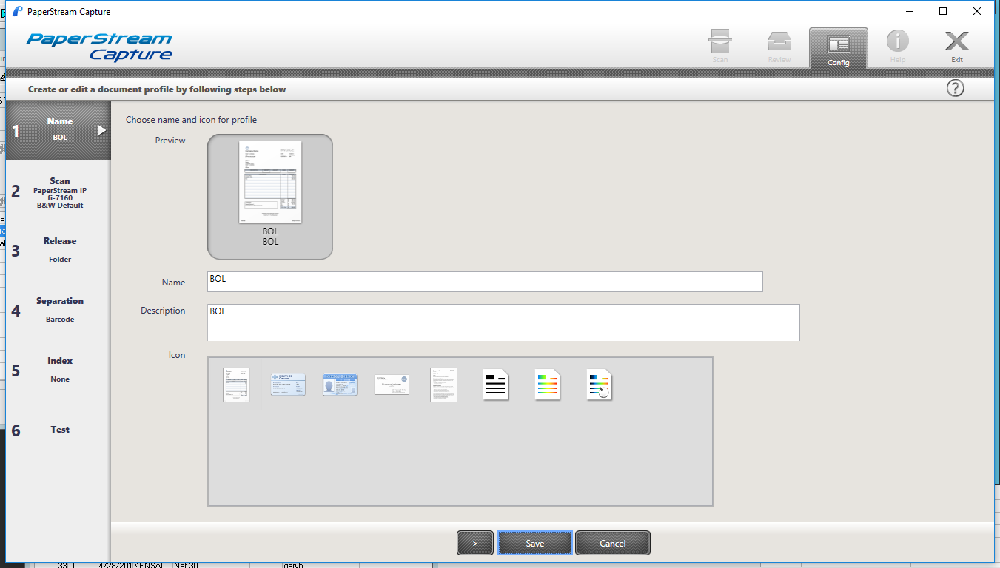 PaperStream Capture
PaperStream
Capture
Scan
Review
Config
Help
Exit
Create or edit a document profile by following steps below
1
Name
BOL
2
Scan
PaperStream IP
fi-7160
B&W Default
3
Release
Folder
4
Separation
Barcode
5
Index
None
6
Test
Choose name and icon for profile
Preview
BOL
BOL
Name
BOL
Description
BOL
Icon
>
Save
Cancel
Net 30